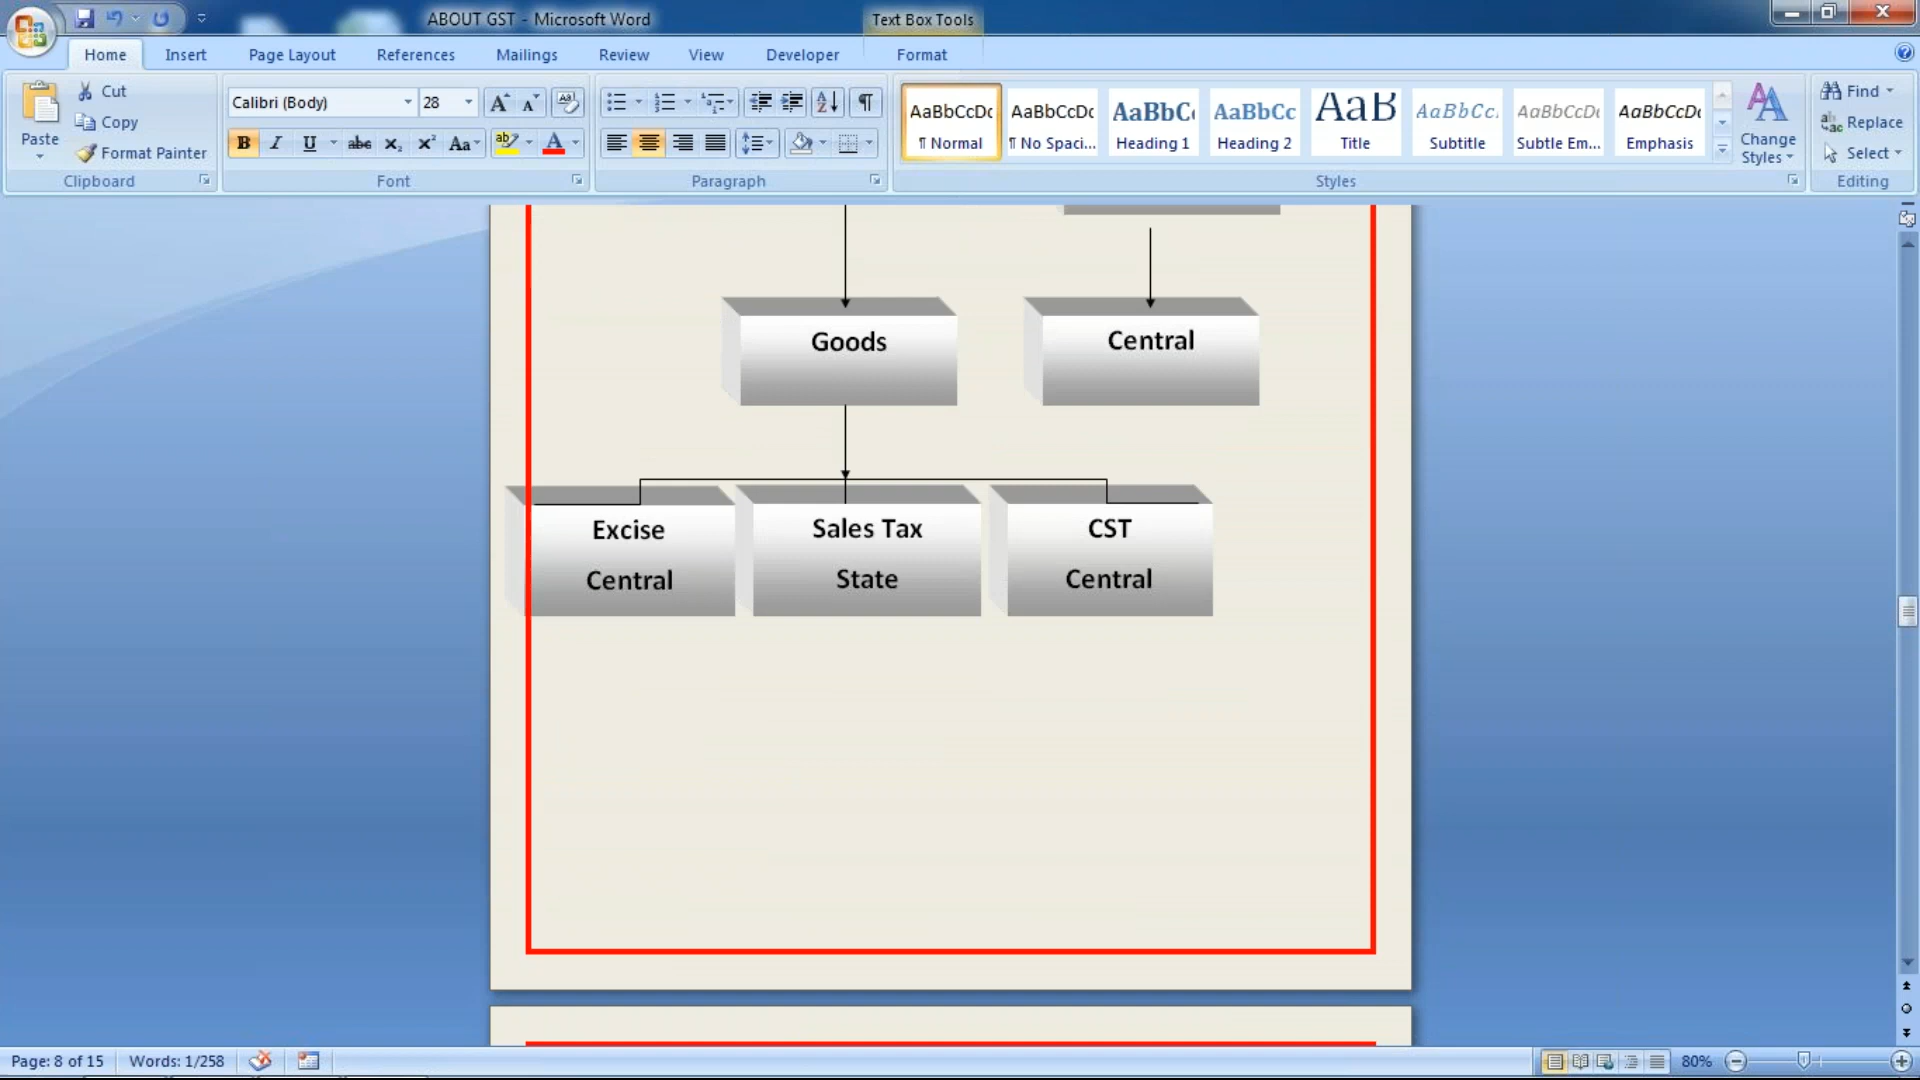 ABOUT GST - Microsoft Word
Text Box Tools
Home
Insert
Page Layout
References
Mailings
Review
View
Developer
Format
Paste
Cut
Copy
Format Painter
Clipboard
Calibri (Body)
28
Font
Paragraph
AaBbCcDc
AaBbCcDc
AaBbC
AaBbCc
AaB
AaBbCc.
AaBbCcDc
AaBbCcDc
¶ Normal
¶ No Spaci...
Heading 1
Heading 2
Title
Subtitle
Subtle Em...
Emphasis
Styles
Change
Styles
Find
Replace
Select
Editing
Goods
Central
Excise
Central
Sales Tax
State
CST
Central
Page: 8 of 15
Words: 1/258
80%